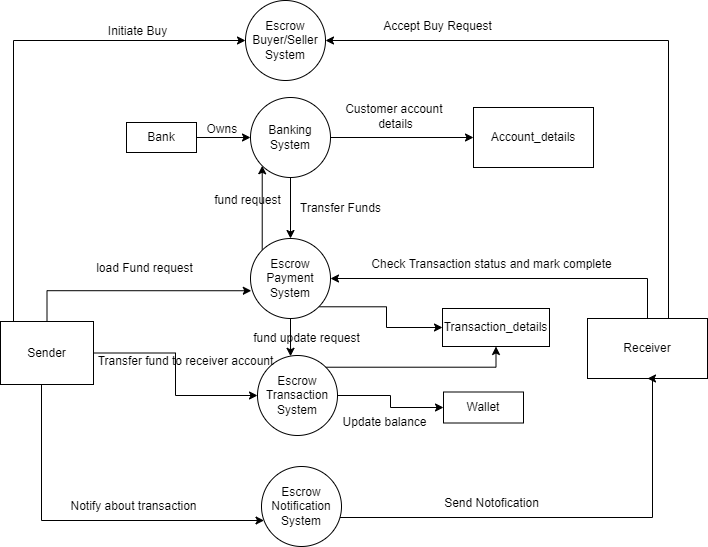 Initiate Buy
Escrow
Buyer/Seller
System
Accept Buy Request
Bank
Owns
Banking
System
Customer account
details
Account_details
fund request
Transfer Funds
load Fund request
Escrow
Payment
System
Check Transaction status and mark complete
Transaction_details
fund update request
Sender
Receiver
Transfer fund to receiver account
Escrow
Transaction
System
Wallet
Update balance
Notify about transaction
Escrow
Notification
System
Send Notofication